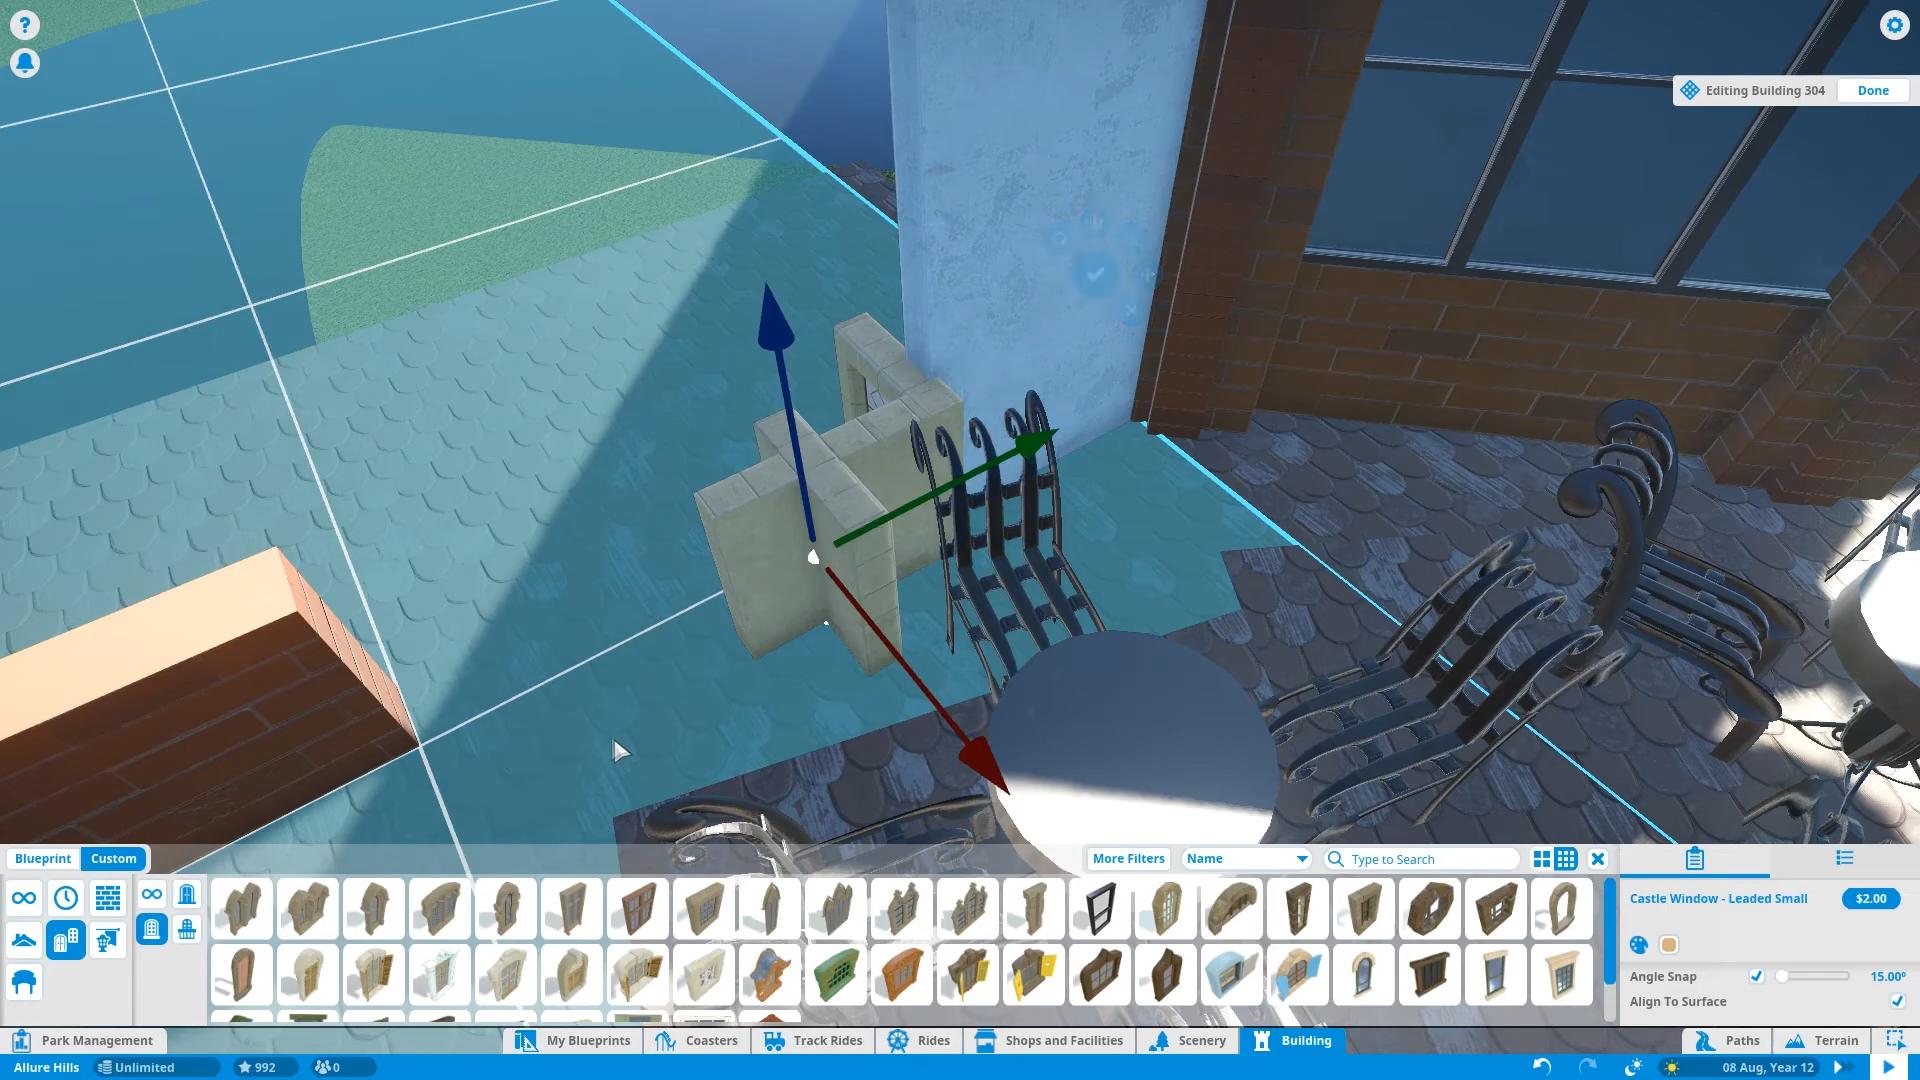 ?
Editing Building 304 Done
Blueprint Custom More Filters Name Type to Search
Castle Window - Leaded Small $2.00
Angle Snap 15.00°
Align To Surface
Park Management My Blueprints Coasters Track Rides Rides Shops and Facilities Scenery Building Paths Terrain
Allure Hills Unlimited 992 0 08 Aug, Year 12